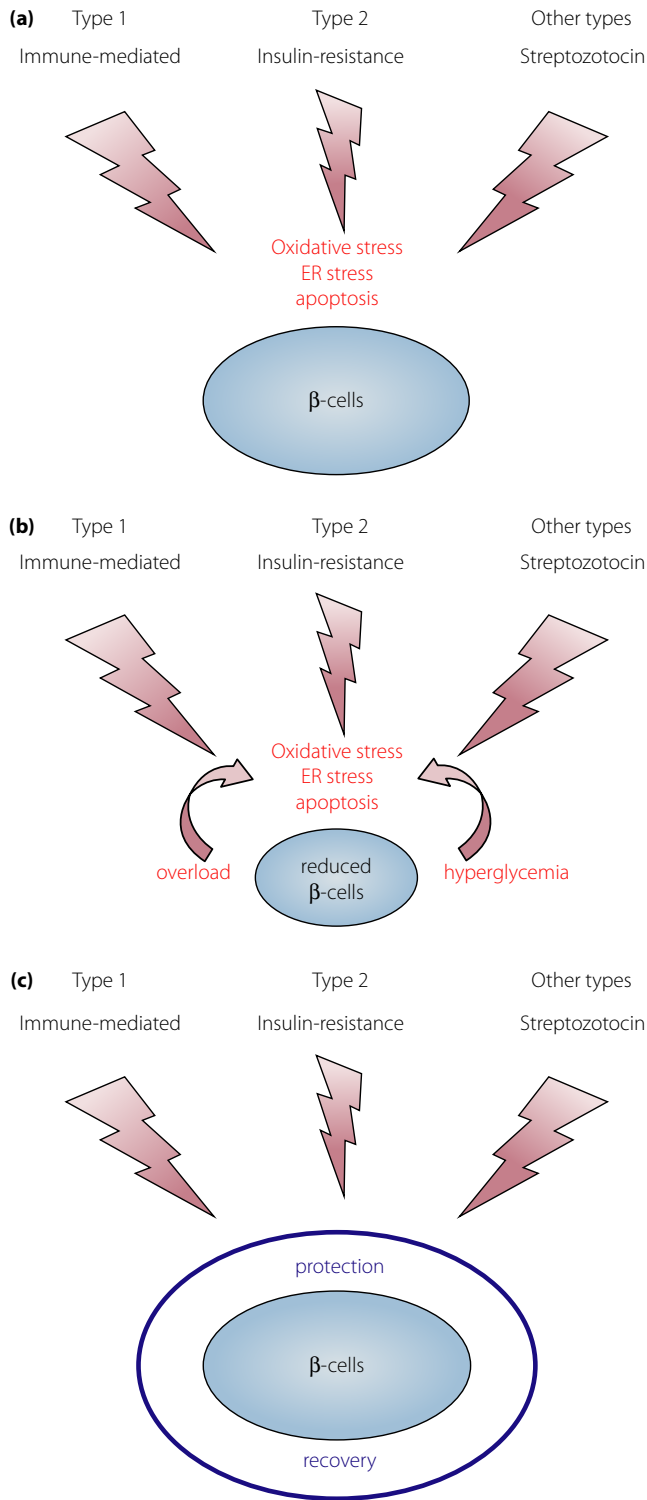 (a) Type 1 Type 2 Other types
Immune-mediated Insulin-resistance Streptozotocin
Oxidative stress
ER stress
apoptosis
β-cells
(b) Type 1 Type 2 Other types
Immune-mediated Insulin-resistance Streptozotocin
Oxidative stress
ER stress
apoptosis
overload reduced hyperglycemia
β-cells
(c) Type 1 Type 2 Other types
Immune-mediated Insulin-resistance Streptozotocin
protection
β-cells
recovery